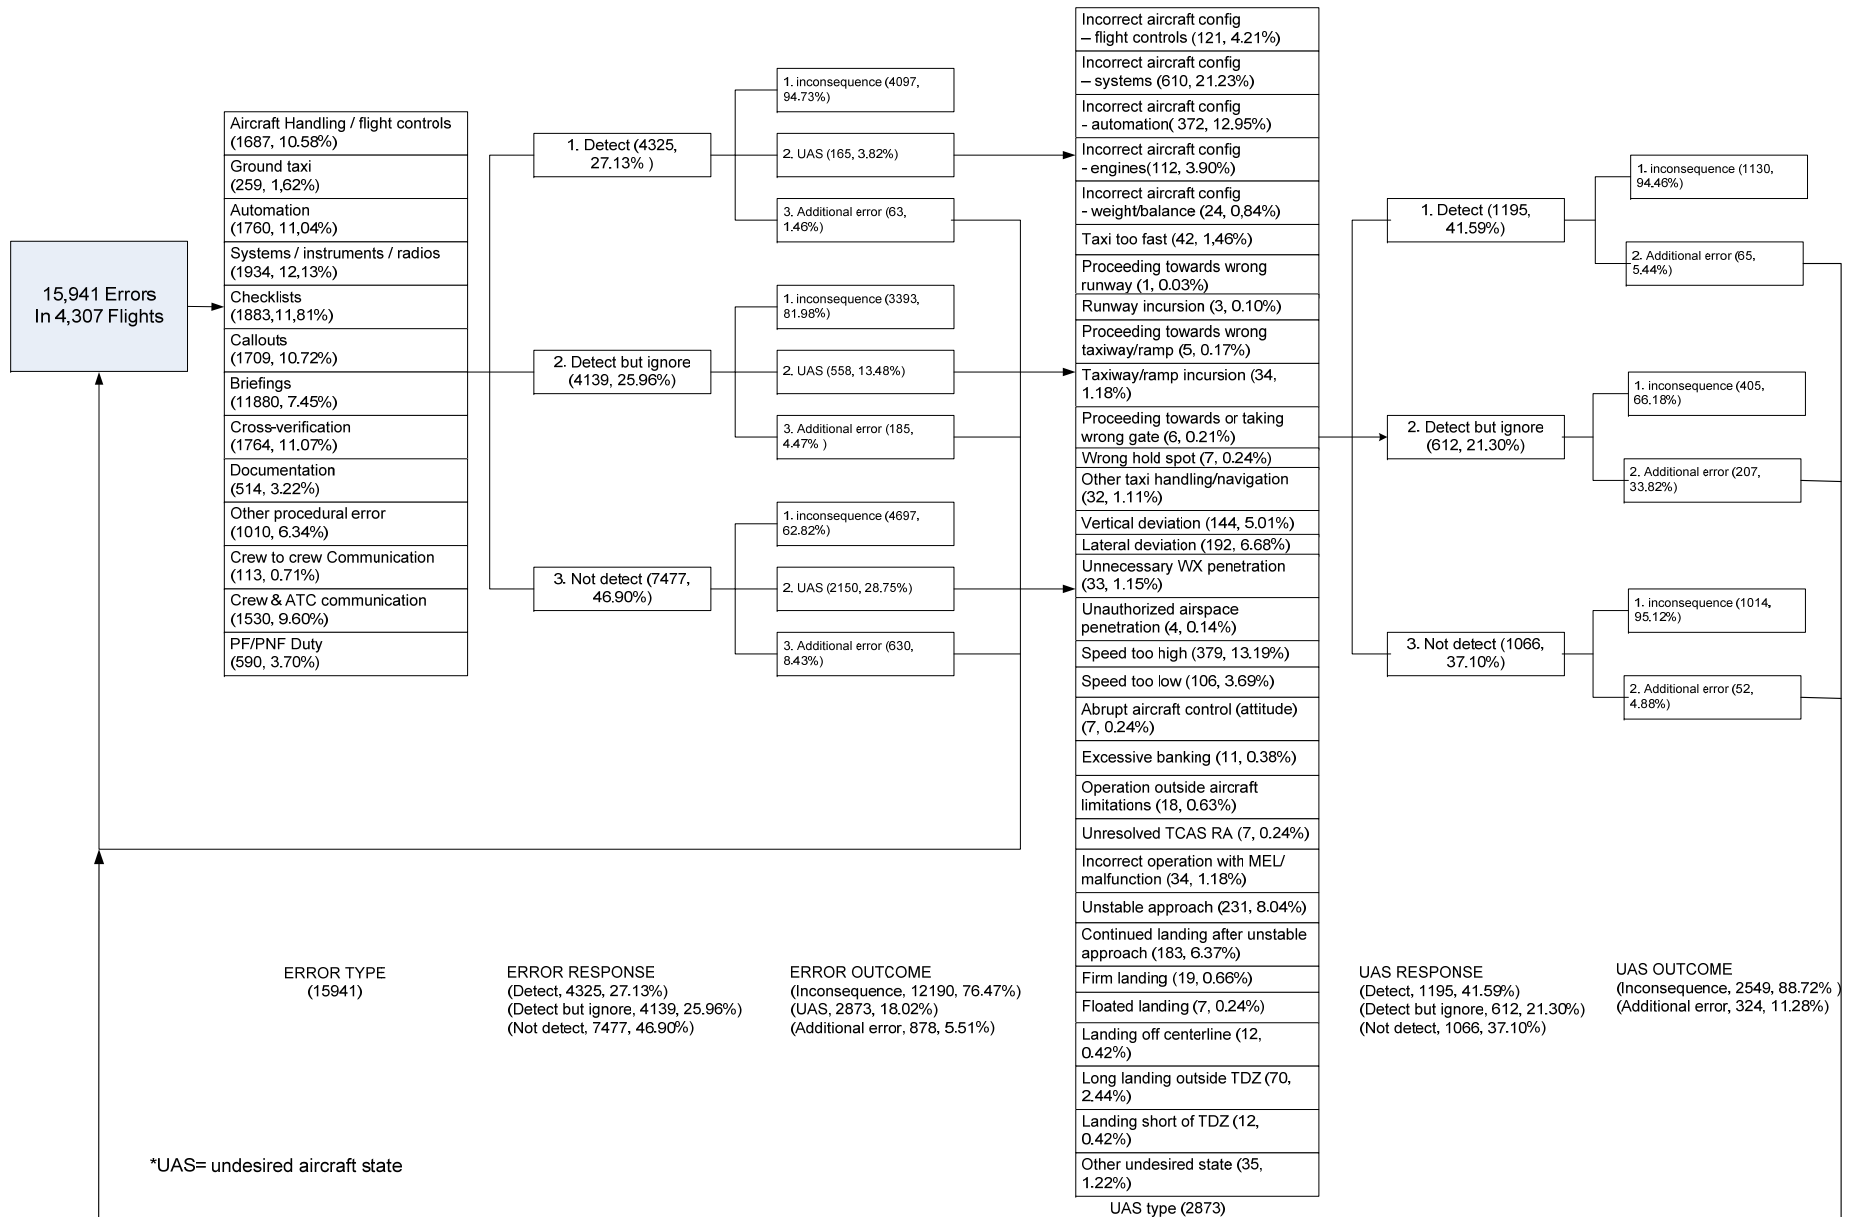 15,941 Errors
In 4,307 Flights
Aircraft Handling / flight controls
(1687, 10.58%)
Ground taxi
(259, 1,62%)
Automation
(1760, 11,04%)
Systems / instruments / radios
(1934, 12,13%)
Checklists
(1883,11,81%)
Callouts
(1709, 10.72%)
Briefings
(11880, 7.45%)
Cross-verification
(1764, 11.07%)
Documentation
(514, 3.22%)
Other procedural error
(1010, 6.34%)
Crew to crew Communication
(113, 0.71%)
Crew & ATC communication
(1530, 9.60%)
PF/PNF Duty
(590, 3.70%)
ERROR TYPE
(15941)
1. Detect (4325,
27.13% )
2. Detect but ignore
(4139, 25.96%)
3. Not detect (7477,
46.90%)
ERROR RESPONSE
(Detect, 4325, 27.13%)
(Detect but ignore, 4139, 25.96%)
(Not detect, 7477, 46.90%)
1. inconsequence (4097,
94.73%)
2. UAS (165, 3.82%)
3. Additional error (63,
1.46%)
1. inconsequence (3393,
81.98%)
2. UAS (558, 13.48%)
3. Additional error (185,
4.47% )
1. inconsequence (4697,
62.82%)
2. UAS (2150, 28.75%)
3. Additional error (630,
8.43%)
ERROR OUTCOME
(Inconsequence, 12190, 76.47%)
(UAS, 2873, 18.02%)
(Additional error, 878, 5.51%)
Incorrect aircraft config
– flight controls (121, 4.21%)
Incorrect aircraft config
– systems (610, 21.23%)
Incorrect aircraft config
- automation( 372, 12.95%)
Incorrect aircraft config
- engines(112, 3.90%)
Incorrect aircraft config
- weight/balance (24, 0,84%)
Taxi too fast (42, 1,46%)
Proceeding towards wrong
runway (1, 0.03%)
Runway incursion (3, 0.10%)
Proceeding towards wrong
taxiway/ramp (5, 0.17%)
Taxiway/ramp incursion (34,
1.18%)
Proceeding towards or taking
wrong gate (6, 0.21%)
Wrong hold spot (7, 0.24%)
Other taxi handling/navigation
(32, 1.11%)
Vertical deviation (144, 5.01%)
Lateral deviation (192, 6.68%)
Unnecessary WX penetration
(33, 1.15%)
Unauthorized airspace
penetration (4, 0.14%)
Speed too high (379, 13.19%)
Speed too low (106, 3.69%)
Abrupt aircraft control (attitude)
(7, 0.24%)
Excessive banking (11, 0.38%)
Operation outside aircraft
limitations (18, 0.63%)
Unresolved TCAS RA (7, 0.24%)
Incorrect operation with MEL/
malfunction (34, 1.18%)
Unstable approach (231, 8.04%)
Continued landing after unstable
approach (183, 6.37%)
Firm landing (19, 0.66%)
Floated landing (7, 0.24%)
Landing off centerline (12,
0.42%)
Long landing outside TDZ (70,
2.44%)
Landing short of TDZ (12,
0.42%)
Other undesired state (35,
1.22%)
UAS type (2873)
1. Detect (1195,
41.59%)
2. Detect but ignore
(612, 21.30%)
3. Not detect (1066,
37.10%)
UAS RESPONSE
(Detect, 1195, 41.59%)
(Detect but ignore, 612, 21.30%)
(Not detect, 1066, 37.10%)
1. inconsequence (1130,
94.46%)
2. Additional error (65,
5.44%)
1. inconsequence (405,
66.18%)
2. Additional error (207,
33.82%)
1. inconsequence (1014,
95.12%)
2. Additional error (52,
4.88%)
UAS OUTCOME
(Inconsequence, 2549, 88.72% )
(Additional error, 324, 11.28%)
*UAS= undesired aircraft state